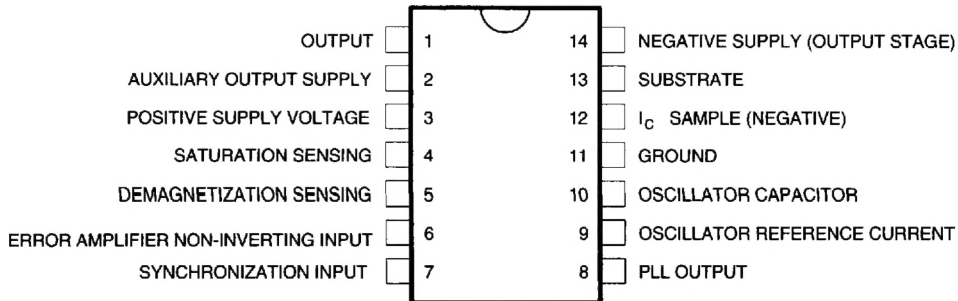 OUTPUT 1 14 NEGATIVE SUPPLY (OUTPUT STAGE)
AUXILIARY OUTPUT SUPPLY 2 13 SUBSTRATE
POSITIVE SUPPLY VOLTAGE 3 12 IC SAMPLE (NEGATIVE)
SATURATION SENSING 4 11 GROUND
DEMAGNETIZATION SENSING 5 10 OSCILLATOR CAPACITOR
ERROR AMPLIFIER NON-INVERTING INPUT 6 9 OSCILLATOR REFERENCE CURRENT
SYNCHRONIZATION INPUT 7 8 PLL OUTPUT